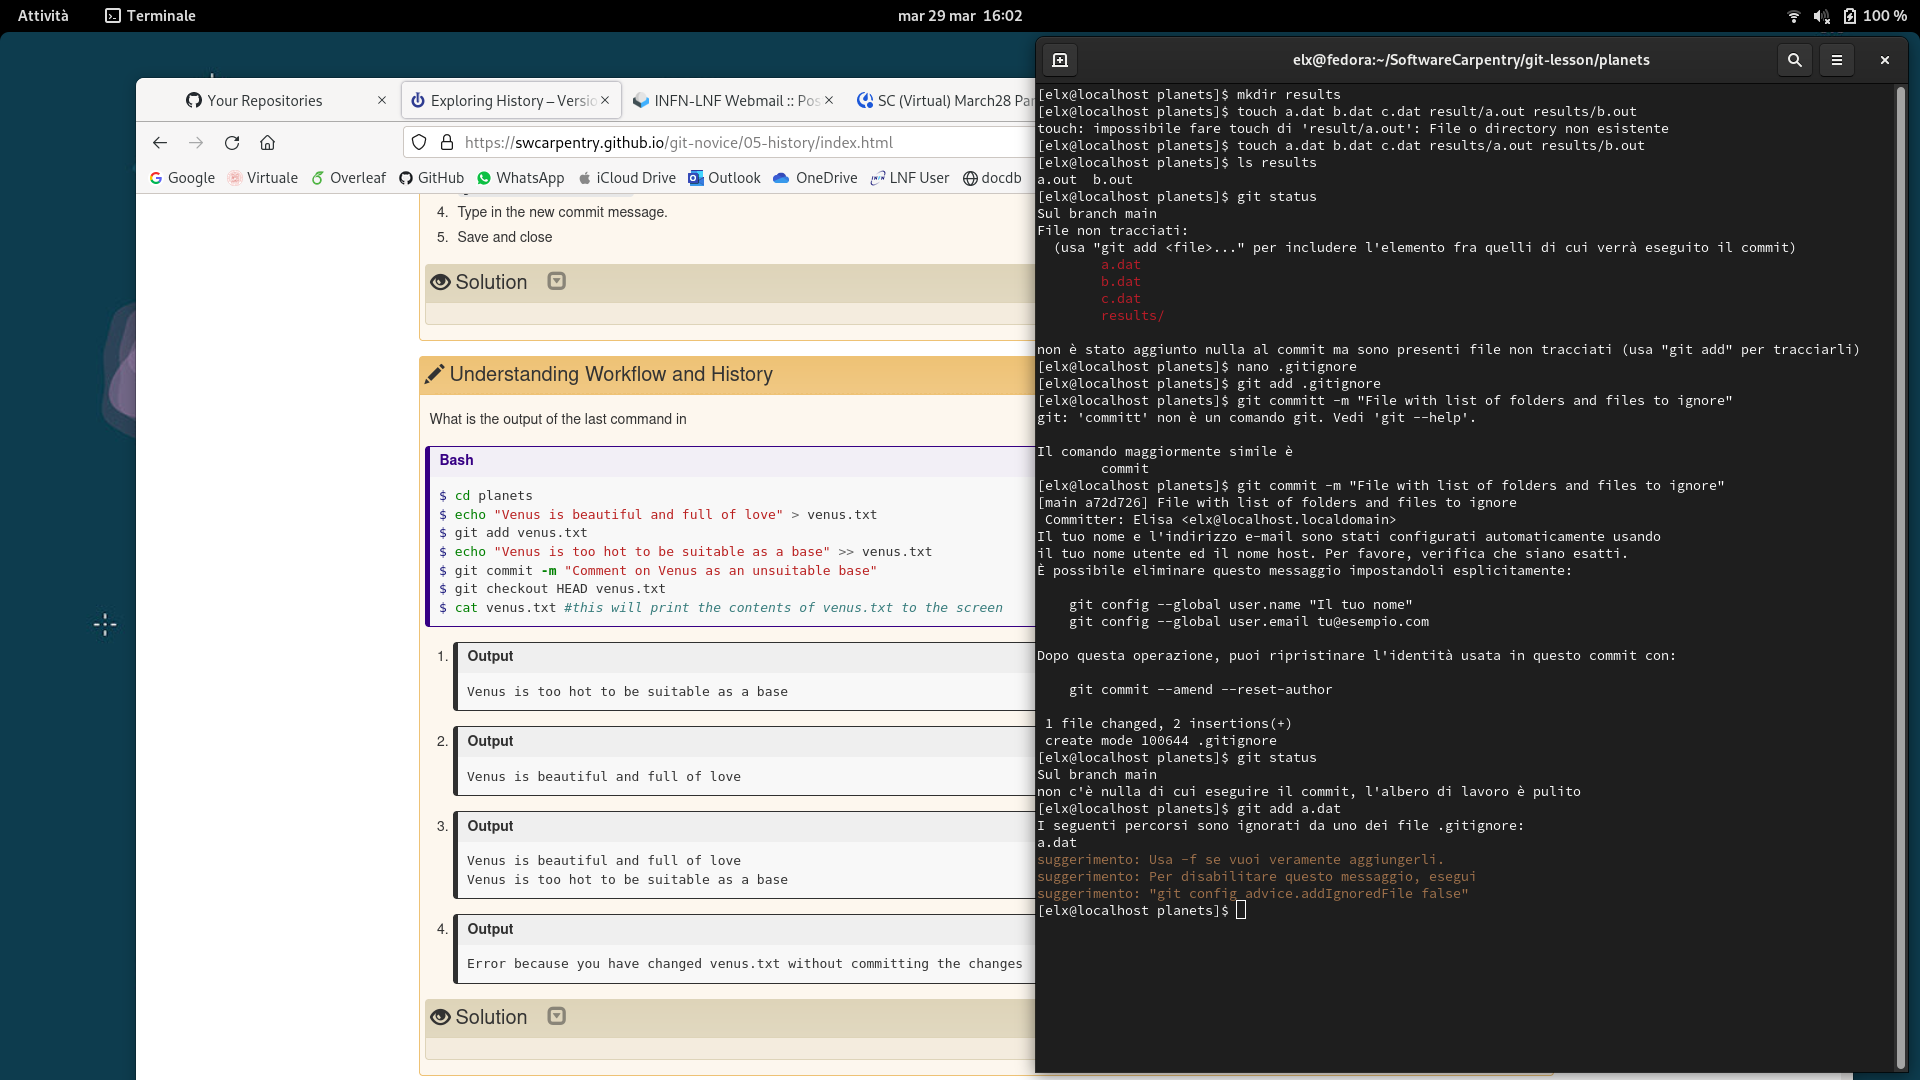 Attività
Terminale
mar 29 mar 16:02
100 %
Your Repositories
Exploring History – Versio
INFN-LNF Webmail :: Pos
SC (Virtual) March28 Par
https://swcarpentry.github.io/git-novice/05-history/index.html
Google
Virtuale
Overleaf
GitHub
WhatsApp
iCloud Drive
Outlook
OneDrive
LNF User
docdb
4. Type in the new commit message.
5. Save and close
Solution
Understanding Workflow and History
What is the output of the last command in
Bash
$ cd planets
$ echo "Venus is beautiful and full of love" > venus.txt
$ git add venus.txt
$ echo "Venus is too hot to be suitable as a base" >> venus.txt
$ git commit -m "Comment on Venus as an unsuitable base"
$ git checkout HEAD venus.txt
$ cat venus.txt #this will print the contents of venus.txt to the screen
1. Output
Venus is too hot to be suitable as a base
2. Output
Venus is beautiful and full of love
3. Output
Venus is beautiful and full of love
Venus is too hot to be suitable as a base
4. Output
Error because you have changed venus.txt without committing the changes
Solution
elx@fedora:~/SoftwareCarpentry/git-lesson/planets
[elx@localhost planets]$ mkdir results
[elx@localhost planets]$ touch a.dat b.dat c.dat result/a.out results/b.out
touch: impossibile fare touch di 'result/a.out': File o directory non esistente
[elx@localhost planets]$ touch a.dat b.dat c.dat results/a.out results/b.out
[elx@localhost planets]$ ls results
a.out  b.out
[elx@localhost planets]$ git status
Sul branch main
File non tracciati:
  (usa "git add <file>..." per includere l'elemento fra quelli di cui verrà eseguito il commit)
        a.dat
        b.dat
        c.dat
        results/
non è stato aggiunto nulla al commit ma sono presenti file non tracciati (usa "git add" per tracciarli)
[elx@localhost planets]$ nano .gitignore
[elx@localhost planets]$ git add .gitignore
[elx@localhost planets]$ git committ -m "File with list of folders and files to ignore"
git: 'committ' non è un comando git. Vedi 'git --help'.
Il comando maggiormente simile è
        commit
[elx@localhost planets]$ git commit -m "File with list of folders and files to ignore"
[main a72d726] File with list of folders and files to ignore
 Committer: Elisa <elx@localhost.localdomain>
Il tuo nome e l'indirizzo e-mail sono stati configurati automaticamente usando
il tuo nome utente ed il nome host. Per favore, verifica che siano esatti.
È possibile eliminare questo messaggio impostandoli esplicitamente:
    git config --global user.name "Il tuo nome"
    git config --global user.email tu@esempio.com
Dopo questa operazione, puoi ripristinare l'identità usata in questo commit con:
    git commit --amend --reset-author
 1 file changed, 2 insertions(+)
 create mode 100644 .gitignore
[elx@localhost planets]$ git status
Sul branch main
non c'è nulla di cui eseguire il commit, l'albero di lavoro è pulito
[elx@localhost planets]$ git add a.dat
I seguenti percorsi sono ignorati da uno dei file .gitignore:
a.dat
suggerimento: Usa -f se vuoi veramente aggiungerli.
suggerimento: Per disabilitare questo messaggio, esegui
suggerimento: "git config advice.addIgnoredFile false"
[elx@localhost planets]$